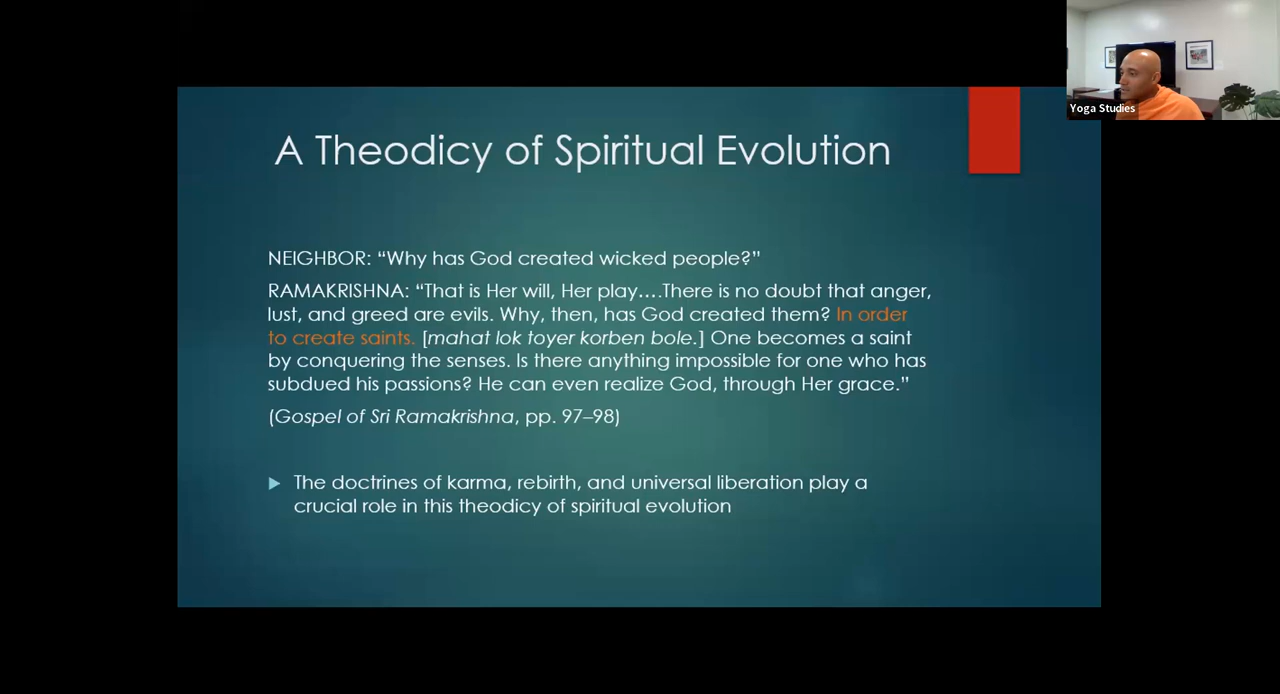 Yoga Studies
A Theodicy of Spiritual Evolution
NEIGHBOR: “Why has God created wicked people?”
RAMAKRISHNA: “That is Her will, Her play….There is no doubt that anger,
lust, and greed are evils. Why, then, has God created them? In order
to create saints. [mahat lok toyer korben bole.] One becomes a saint
by conquering the senses. Is there anything impossible for one who has
subdued his passions? He can even realize God, through Her grace.”
(Gospel of Sri Ramakrishna, pp. 97–98)
The doctrines of karma, rebirth, and universal liberation play a
crucial role in this theodicy of spiritual evolution